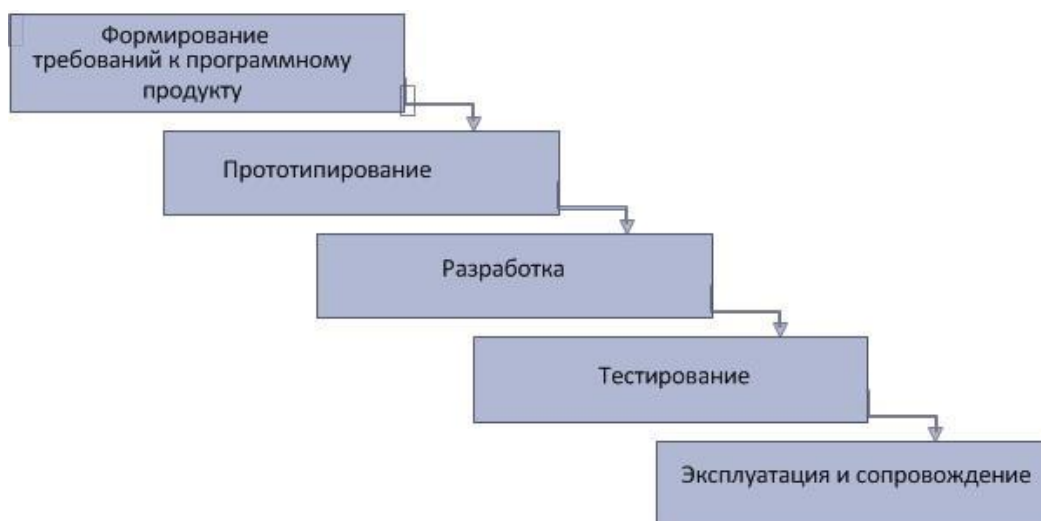 Формирование
требований к программному
продукту
Прототипирование
Разработка
Тестирование
Эксплуатация и сопровождение